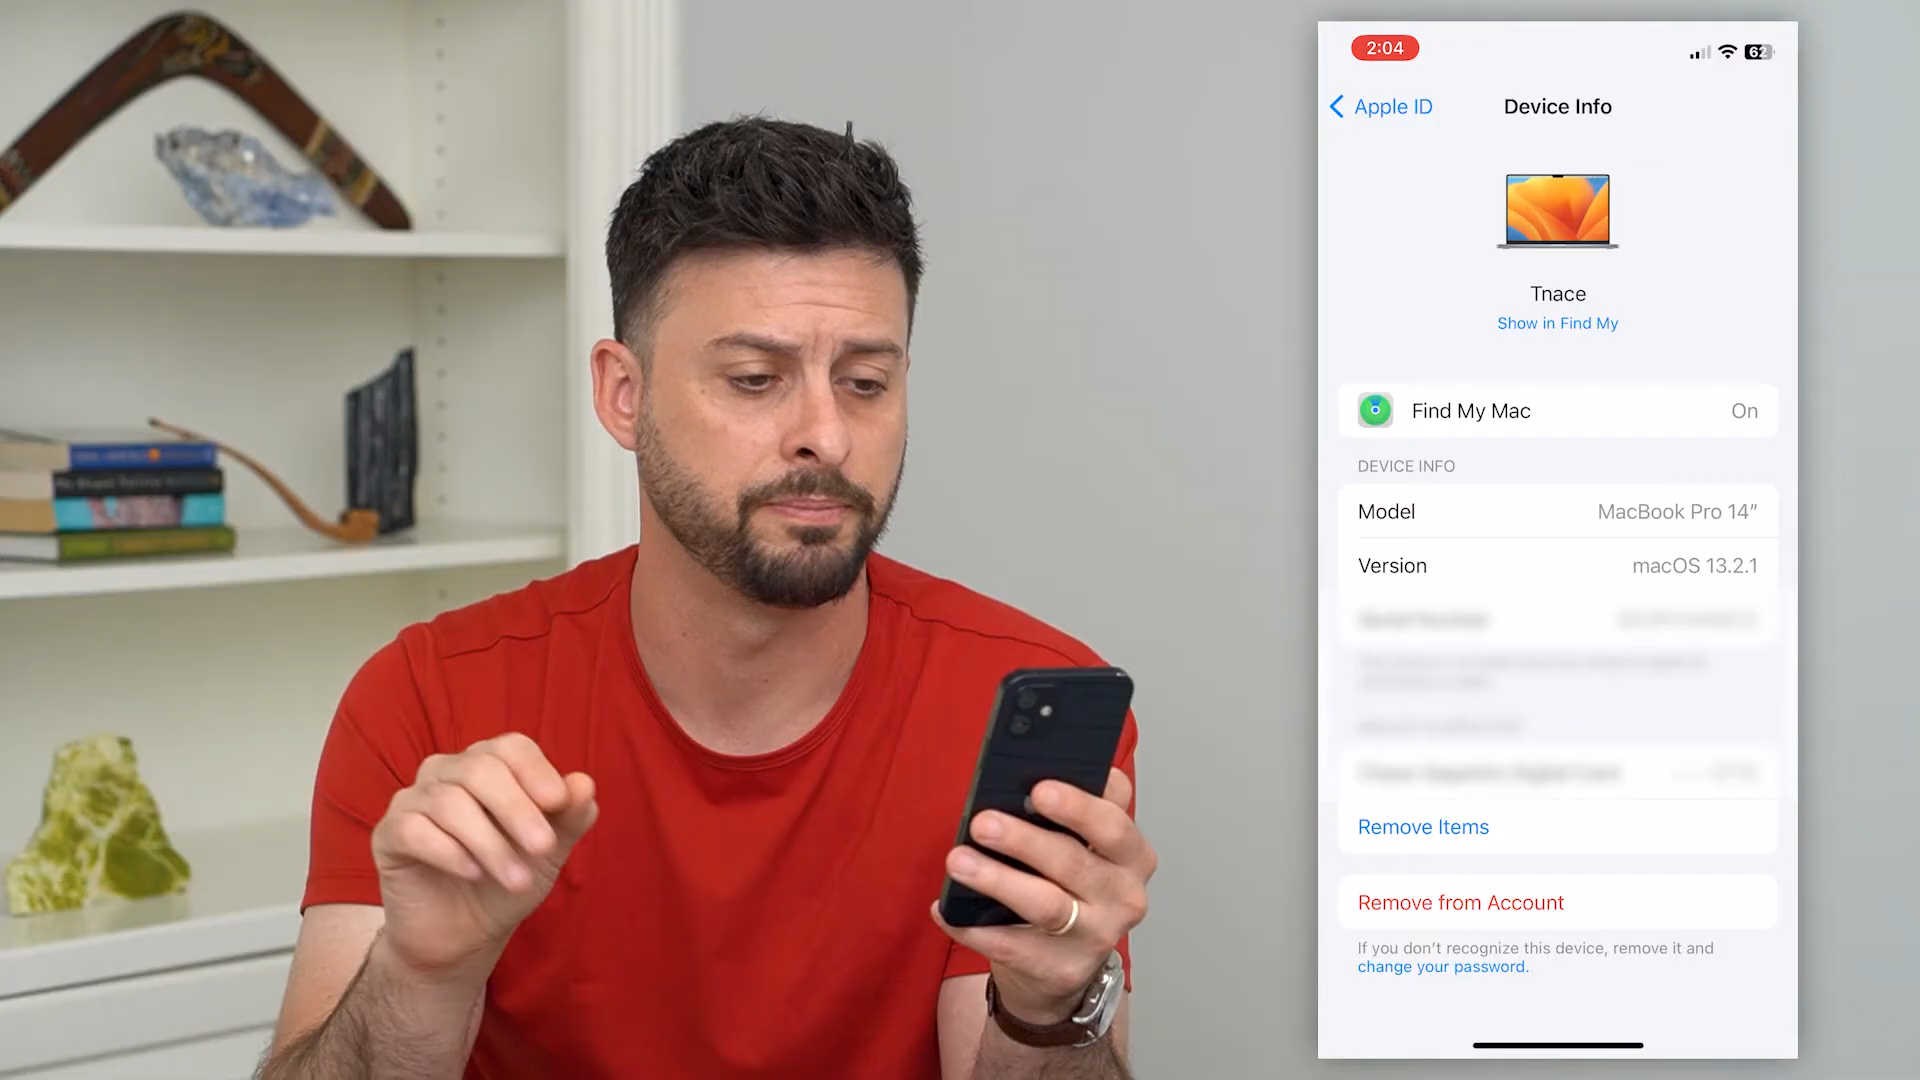 2:04
62
Apple ID
Device Info
Tnace
Show in Find My
Find My Mac On
DEVICE INFO
Model MacBook Pro 14”
Version macOS 13.2.1
Remove Items
Remove from Account
If you don’t recognize this device, remove it and
change your password.